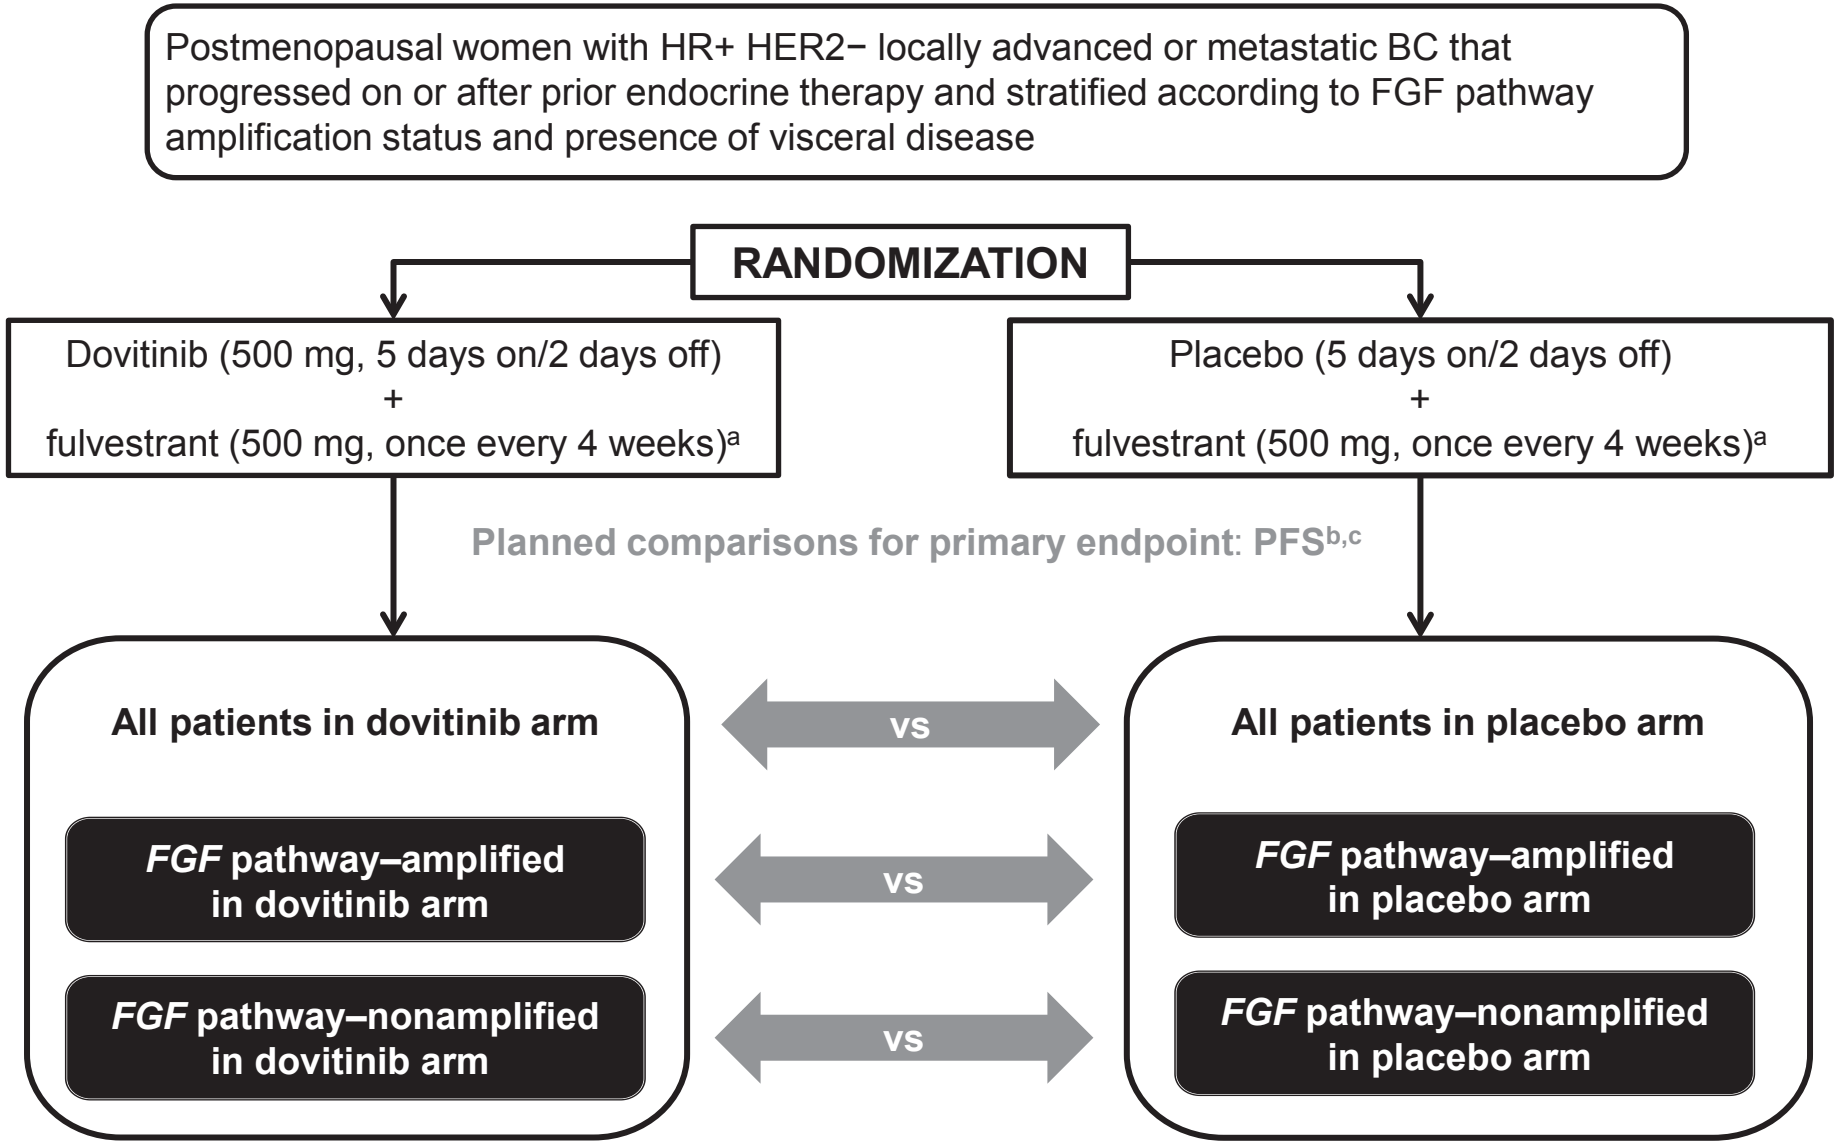 Postmenopausal women with HR+ HER2− locally advanced or metastatic BC that
progressed on or after prior endocrine therapy and stratified according to FGF pathway
amplification status and presence of visceral disease
RANDOMIZATION
Dovitinib (500 mg, 5 days on/2 days off)
+
fulvestrant (500 mg, once every 4 weeks)ᵃ
Placebo (5 days on/2 days off)
+
fulvestrant (500 mg, once every 4 weeks)ᵃ
Planned comparisons for primary endpoint: PFSᵇ,ᶜ
All patients in dovitinib arm
vs
All patients in placebo arm
FGF pathway–amplified
in dovitinib arm
vs
FGF pathway–amplified
in placebo arm
FGF pathway–nonamplified
in dovitinib arm
vs
FGF pathway–nonamplified
in placebo arm